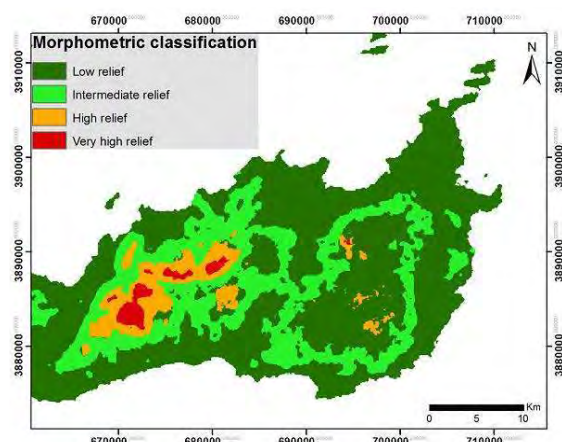 670000 680000 690000 700000 710000
Morphometric classification
Low relief
Intermediate relief
High relief
Very high relief
N
3910000
3900000
3890000
3880000
3910000
3900000
3890000
3880000
Km
0 5 10
670000 680000 690000 700000 710000